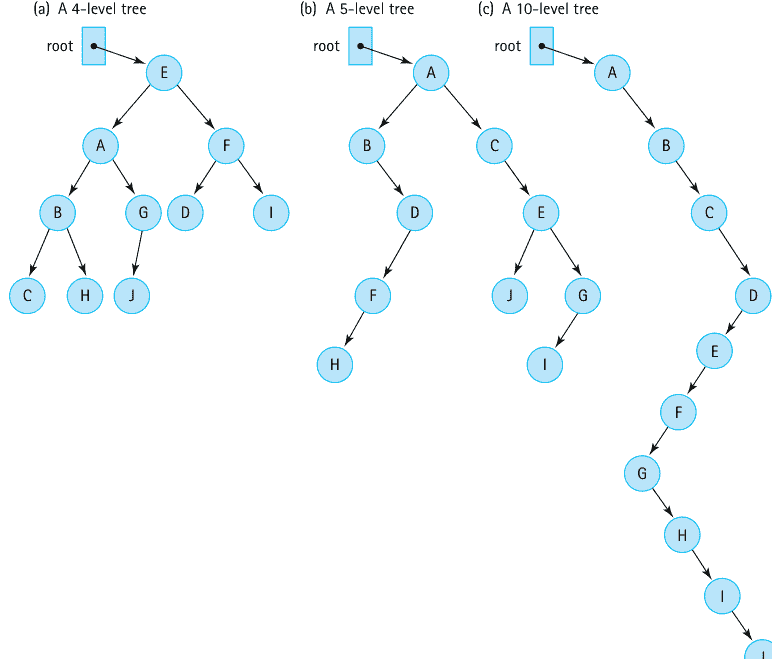 (a) A 4-level tree
(b) A 5-level tree
(c) A 10-level tree
root
root
root
E
A
A
A
F
B
C
B
B
G
D
I
D
E
C
C
H
J
F
J
G
D
H
I
E
F
G
H
I